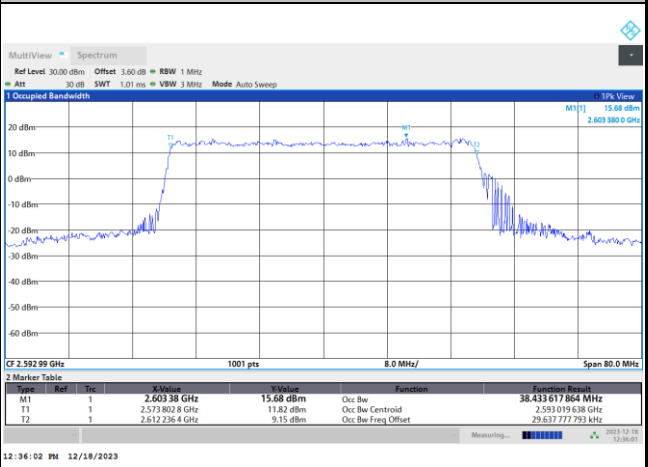 MultiView Spectrum
Ref Level 30.00 dBm Offset 3.60 dB RBW 1 MHz
Att 30 dB SWT 1.01 ms VBW 3 MHz Mode Auto Sweep
1 Occupied Bandwidth 1Pk View
M1[1] 15.68 dBm
2.603 380 0 GHz
20 dBm
M1
T1
T2
10 dBm
0 dBm
-10 dBm
-20 dBm
-30 dBm
-40 dBm
-50 dBm
-60 dBm
CF 2.592 99 GHz 1001 pts 8.0 MHz/ Span 80.0 MHz
2 Marker Table
Type Ref Trc X-Value Y-Value Function Function Result
M1 1 2.603 38 GHz 15.68 dBm Occ Bw 38.433 617 864 MHz
T1 1 2.573 802 8 GHz 11.82 dBm Occ Bw Centroid 2.593 019 638 GHz
T2 1 2.612 236 4 GHz 9.15 dBm Occ Bw Freq Offset 29.637 777 793 kHz
Measuring... 2023-12-18
12:36:01
12:36:02 PM 12/18/2023